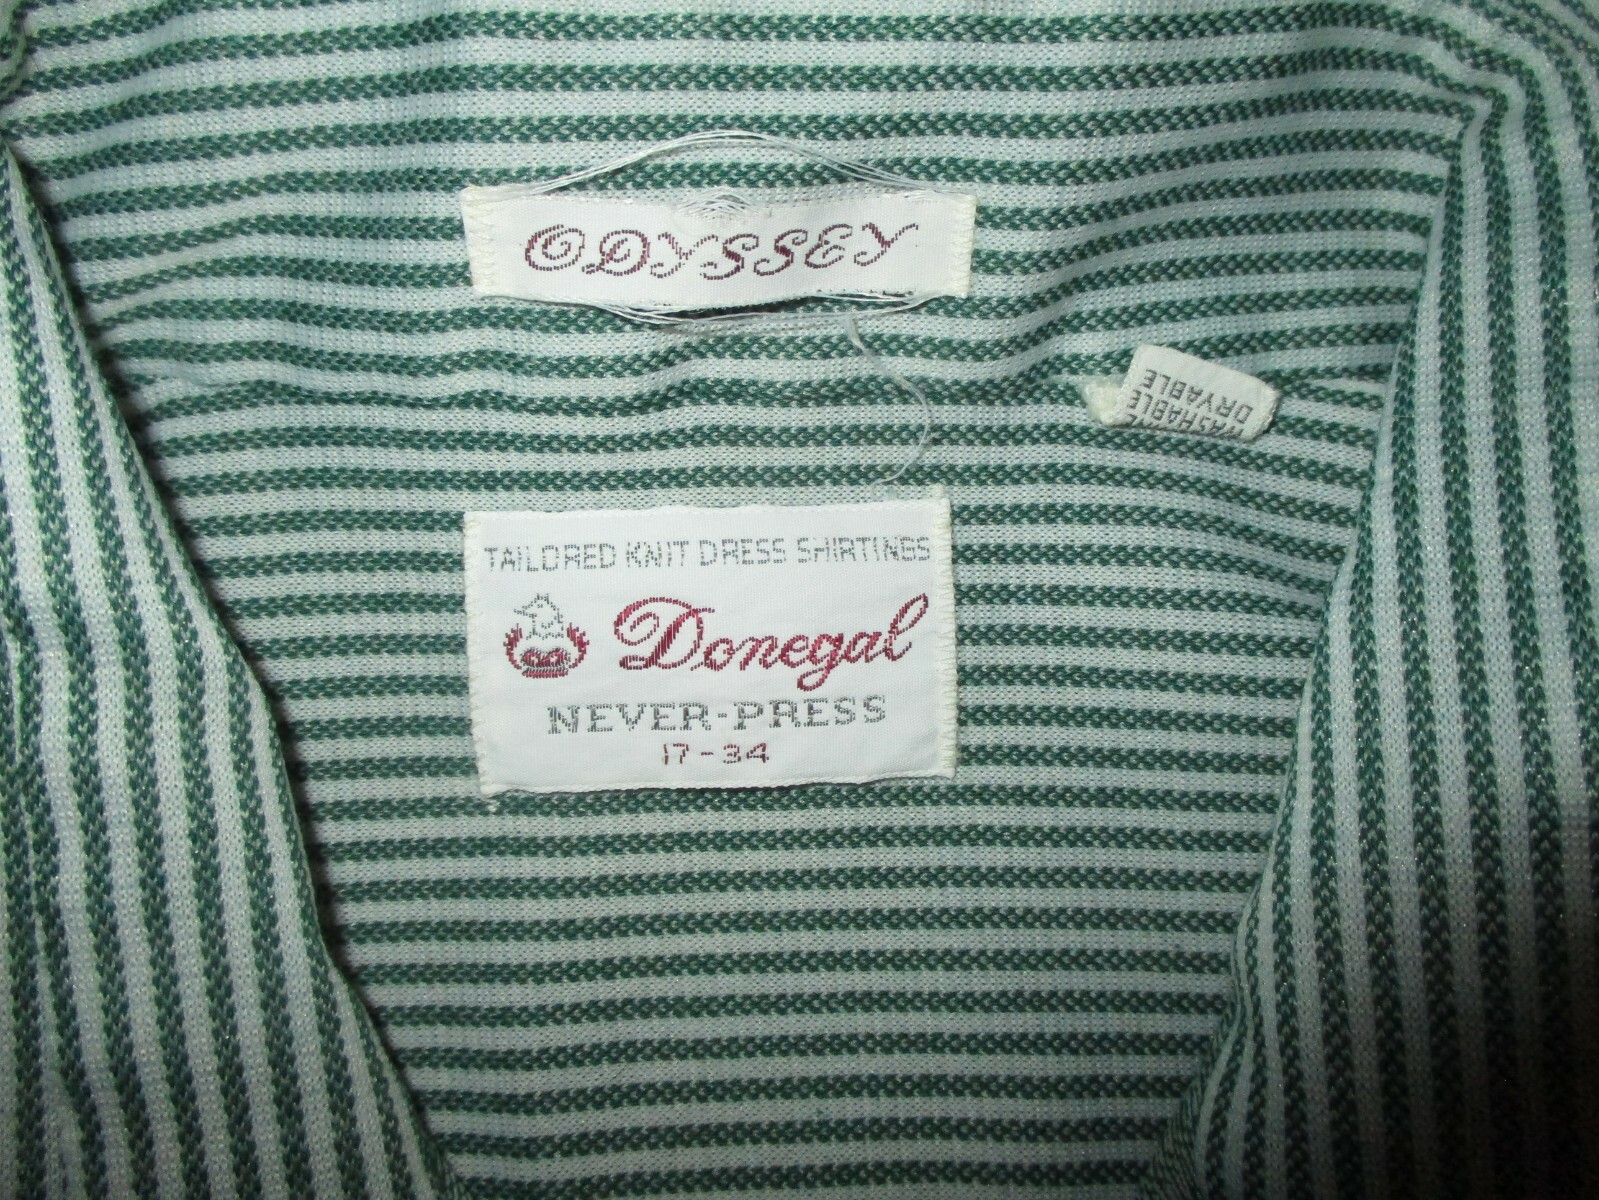 ODYSSEY
WASHABLE
DRYABLE
TAILORED KNIT DRESS SHIRTINGS
Donegal
NEVER-PRESS
17-34